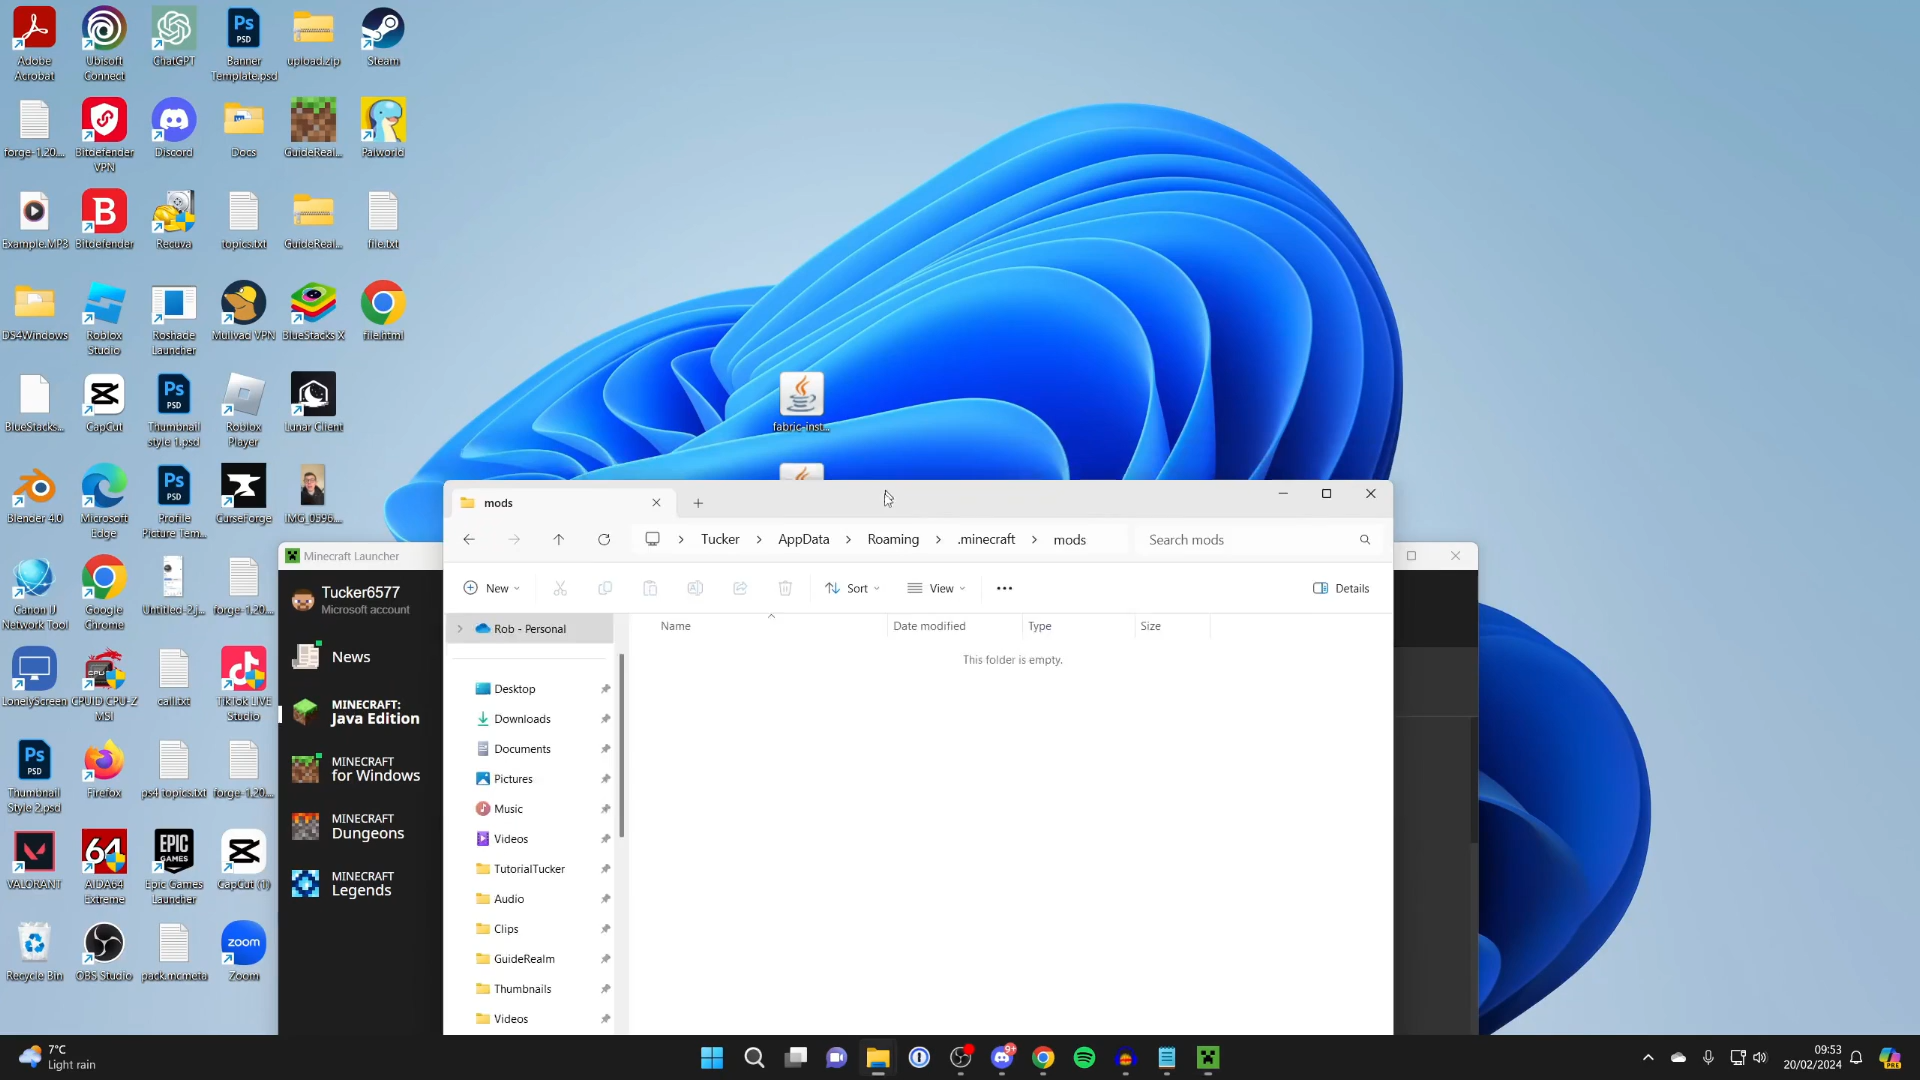 Adobe
Acrobat
Ubisoft
Connect
ChatGPT
Banner
Template.psd
upload.zip
Steam
forge-1.20...
Bitdefender
VPN
Discord
Docs
GuideReal...
Palworld
Example.MP3
Bitdefender
Recuva
topics.txt
GuideReal...
file.txt
DS4Windows
Roblox
Studio
Roshade
Launcher
Mullvad VPN
BlueStacks X
file.html
BlueStacks...
CapCut
Thumbnail
style 1.psd
Roblox
Player
Lunar Client
fabric-inst...
Blender 4.0
Microsoft
Edge
Profile
Picture Tem...
CurseForge
IMG_0596...
Canon IJ
Network Tool
Google
Chrome
Untitled-2.j...
forge-1.20...
LonelyScreen
CPUID CPU-Z
MSI
call.txt
TikTok LIVE
Studio
Thumbnail
Style 2.psd
Firefox
ps4 topics.txt
forge-1.20...
VALORANT
AIDA64
Extreme
Epic Games
Launcher
CapCut (1)
Recycle Bin
OBS Studio
pack.mcmeta
Zoom
Minecraft Launcher
Tucker6577
Microsoft account
News
MINECRAFT:
Java Edition
MINECRAFT
for Windows
MINECRAFT
Dungeons
MINECRAFT
Legends
mods
Tucker > AppData > Roaming > .minecraft > mods
Search mods
New
Sort
View
Details
Rob - Personal
Name
Date modified
Type
Size
This folder is empty.
Desktop
Downloads
Documents
Pictures
Music
Videos
TutorialTucker
Audio
Clips
GuideRealm
Thumbnails
Videos
7°C
Light rain
09:53
20/02/2024